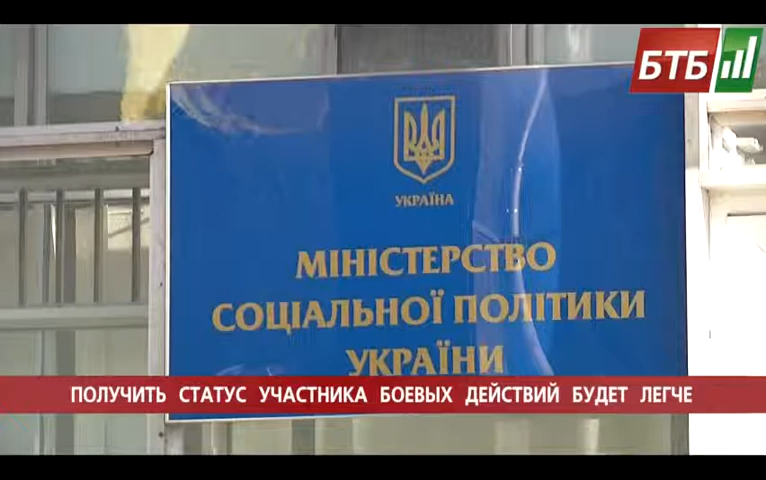 БТБ
УКРАЇНА
МІНІСТЕРСТВО
СОЦІАЛЬНОЇ ПОЛІТИКИ
УКРАЇНИ
ПОЛУЧИТЬ СТАТУС УЧАСТНИКА БОЕВЫХ ДЕЙСТВИЙ БУДЕТ ЛЕГЧЕ